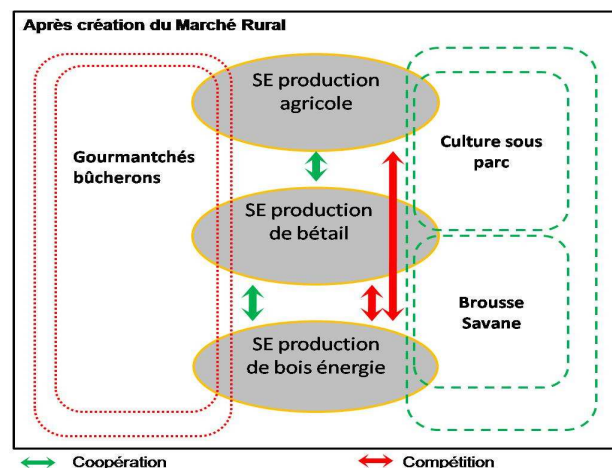 Après création du Marché Rural
SE production
agricole
Gourmantchés
bûcherons
Culture sous
parc
SE production
de bétail
Brousse
Savane
SE production
de bois énergie
Coopération
Compétition